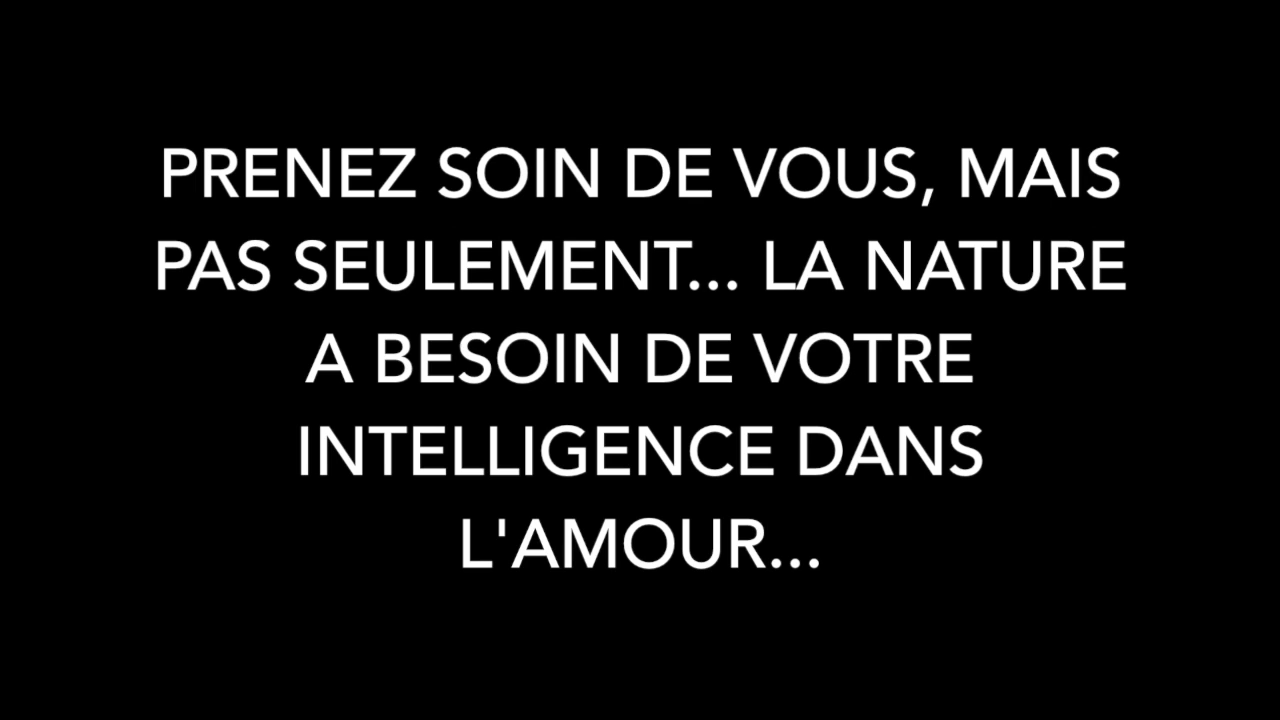 PRENEZ SOIN DE VOUS, MAIS
PAS SEULEMENT... LA NATURE
A BESOIN DE VOTRE
INTELLIGENCE DANS
L'AMOUR...